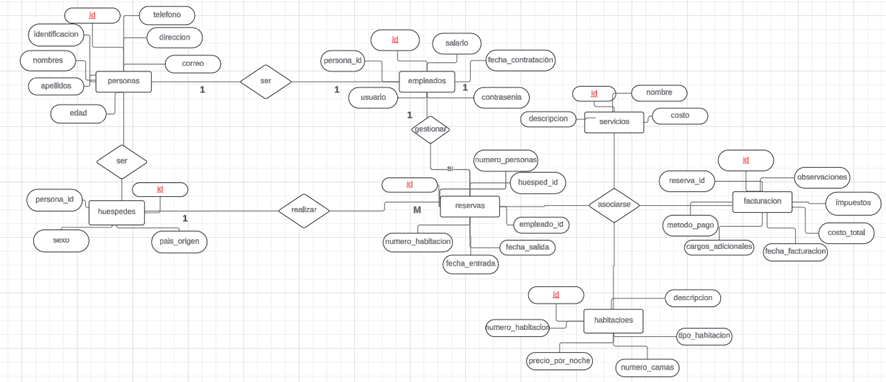 id
telefono
identificacion
direccion
nombres
correo
apellidos
personas
edad
1
ser
1
id
salario
persona_id
fecha_contratación
empleados
1
usuario
contrasenia
1
gestionar
id
nombre
descripcion
servicios
costo
ser
id
persona_id
huespedes
1
sexo
pais_origen
realizar
M
id
numero_personas
huesped_id
reservas
empleado_id
numero_habitacion
fecha_salida
fecha_entrada
asociarse
id
reserva_id
observaciones
facturacion
impuestos
metodo_pago
costo_total
cargos_adicionales
fecha_facturacion
id
descripcion
numero_habitacion
habitacioes
tipo_habitacion
precio_por_noche
numero_camas